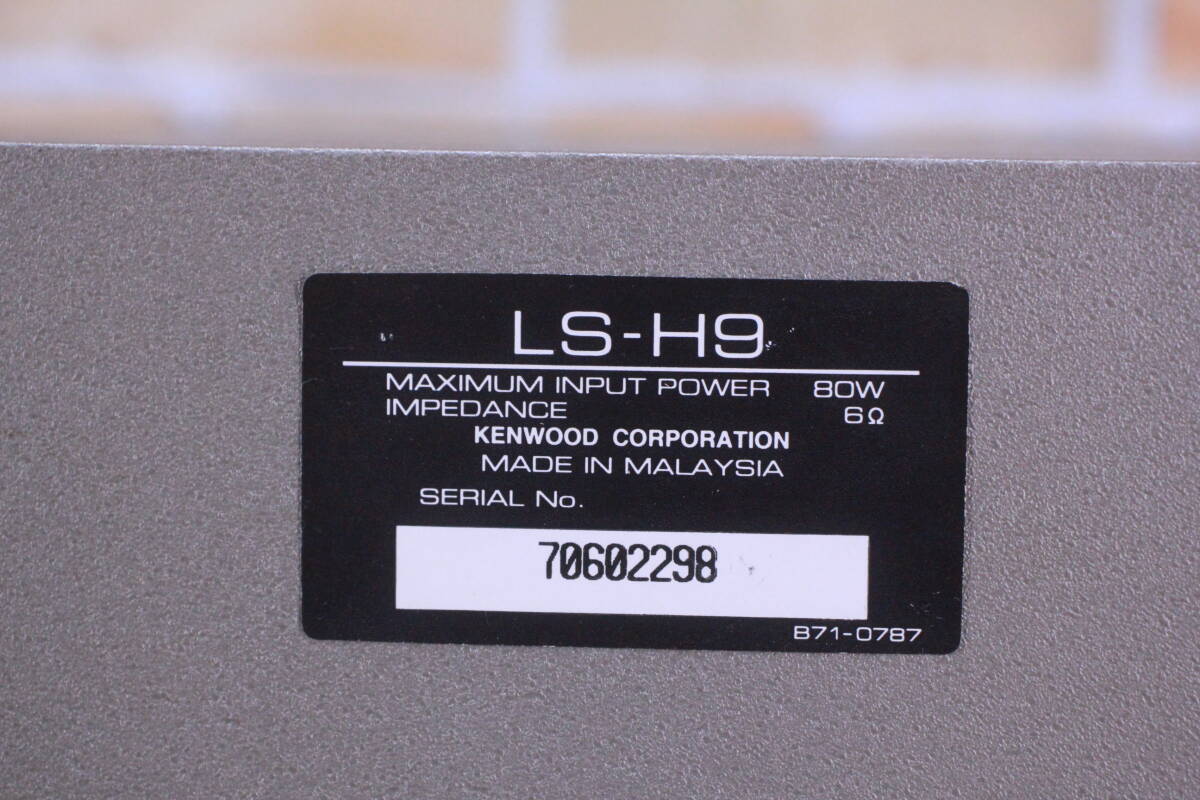 LS-H9
MAXIMUM INPUT POWER 80W
IMPEDANCE 6Ω
KENWOOD CORPORATION
MADE IN MALAYSIA
SERIAL No.
70602298
B71-0787